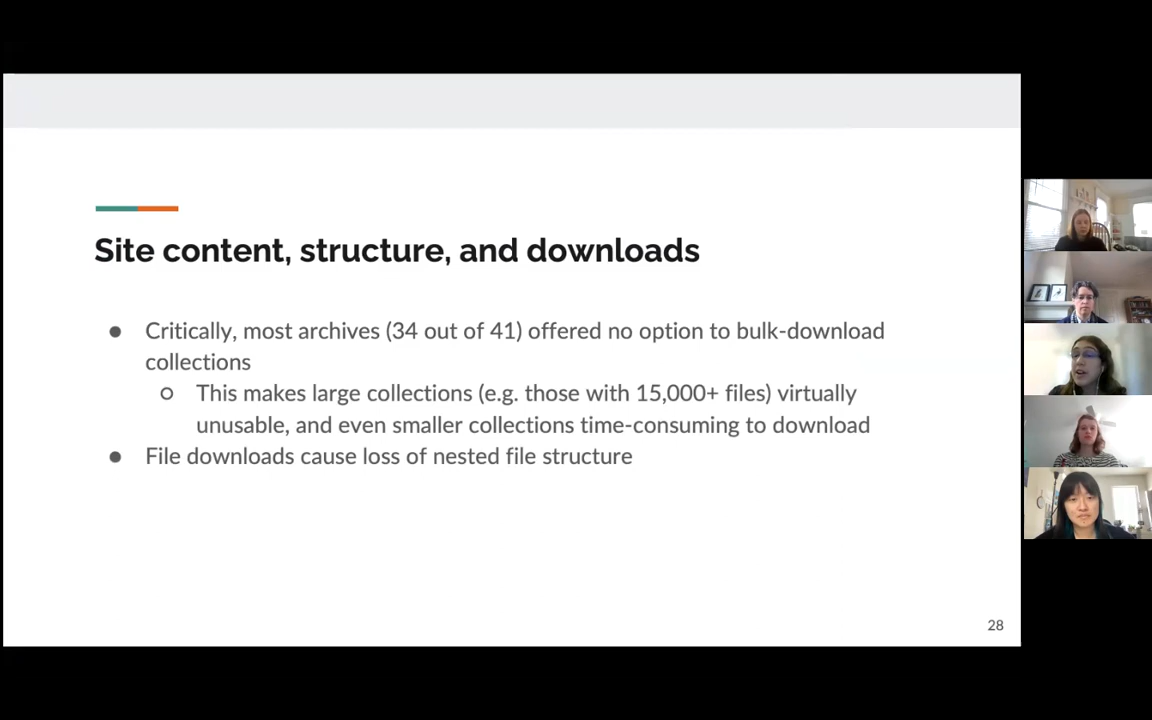 Site content, structure, and downloads
● Critically, most archives (34 out of 41) offered no option to bulk-download
collections
○ This makes large collections (e.g. those with 15,000+ files) virtually
unusable, and even smaller collections time-consuming to download
● File downloads cause loss of nested file structure
28